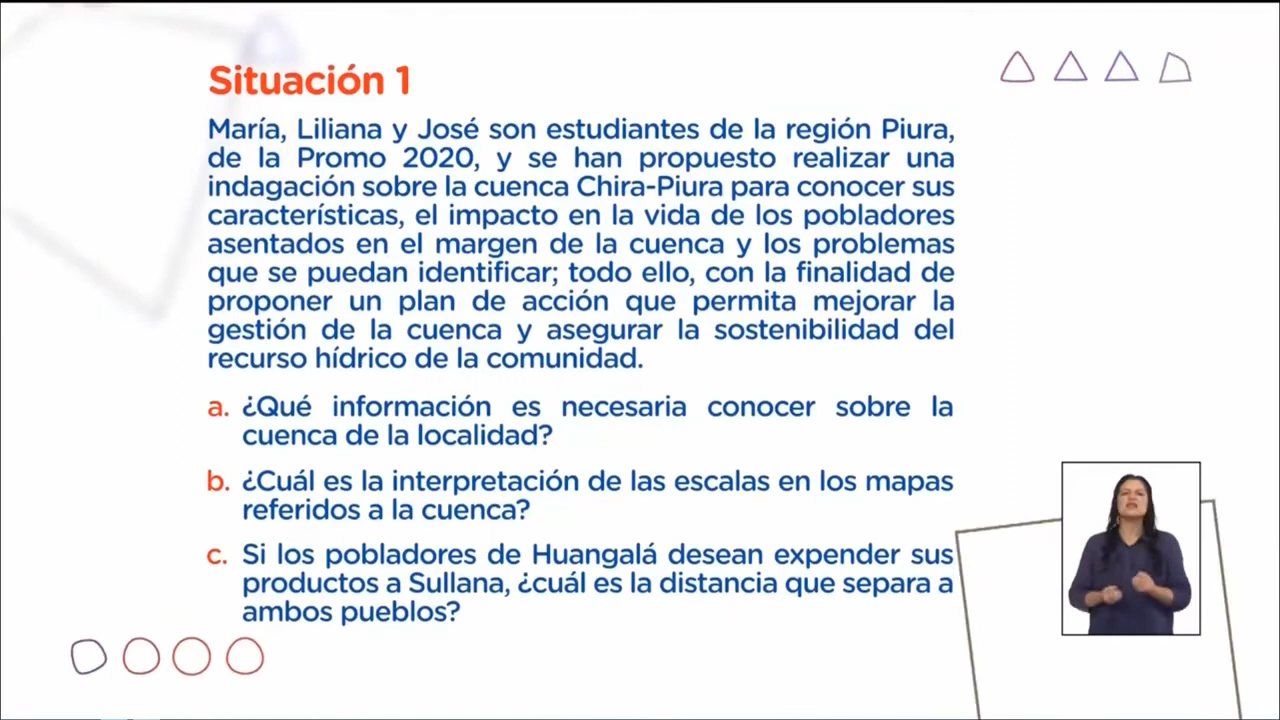 Situación 1
María, Liliana y José son estudiantes de la región Piura,
de la Promo 2020, y se han propuesto realizar una
indagación sobre la cuenca Chira-Piura para conocer sus
características, el impacto en la vida de los pobladores
asentados en el margen de la cuenca y los problemas
que se puedan identificar; todo ello, con la finalidad de
proponer un plan de acción que permita mejorar la
gestión de la cuenca y asegurar la sostenibilidad del
recurso hídrico de la comunidad.
a. ¿Qué información es necesaria conocer sobre la
cuenca de la localidad?
b. ¿Cuál es la interpretación de las escalas en los mapas
referidos a la cuenca?
c. Si los pobladores de Huangalá desean expender sus
productos a Sullana, ¿cuál es la distancia que separa a
ambos pueblos?